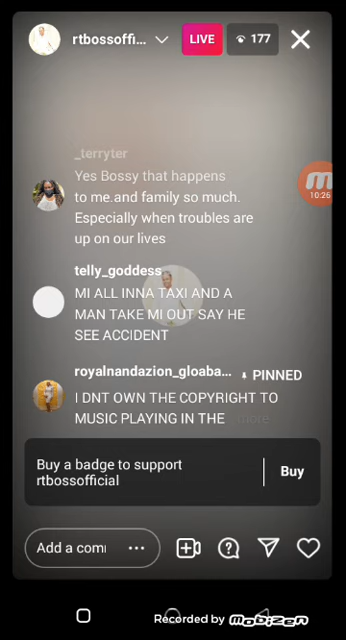 rtbossoffi...
LIVE
177
_terryter
Yes Bossy that happens
to me.and family so much.
Especially when troubles are
up on our lives
10:26
telly_goddess
MI ALL INNA TAXI AND A
MAN TAKE MI OUT SAY HE
SEE ACCIDENT
royalnandazion_gloaba... PINNED
I DNT OWN THE COPYRIGHT TO
MUSIC PLAYING IN THE more
Buy a badge to support
rtbossofficial
Buy
Add a comı
Recorded by mobizen